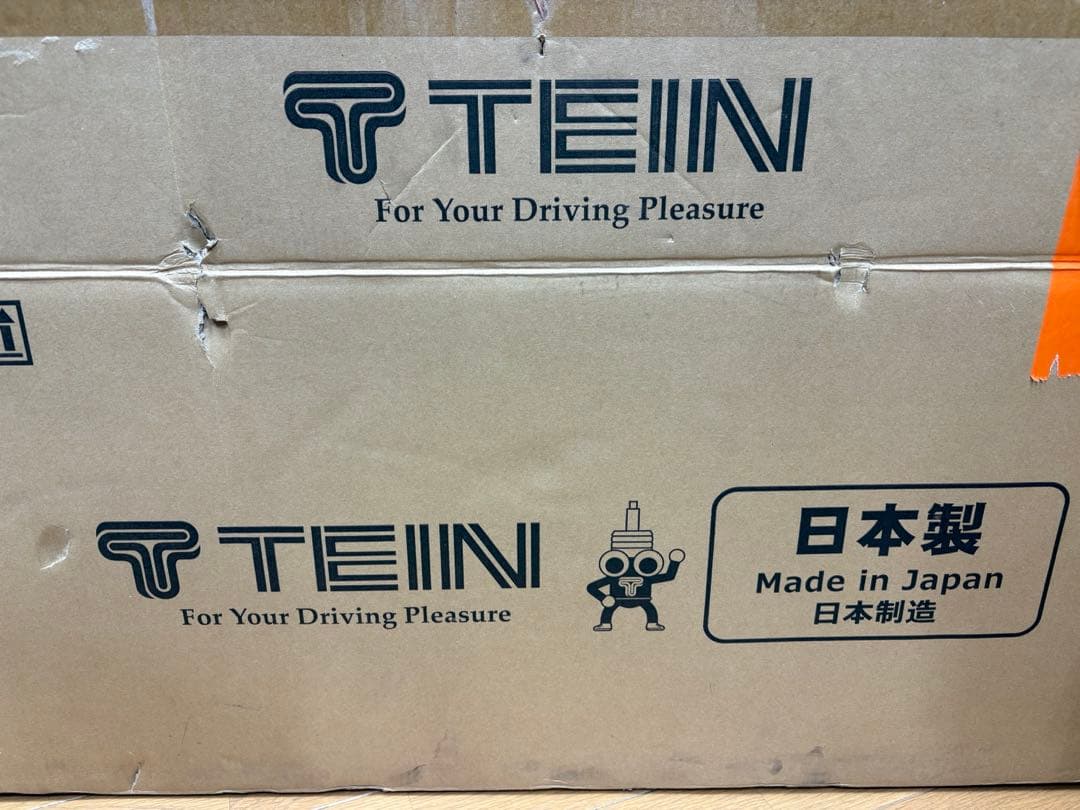 TEIN
For Your Driving Pleasure
TEIN
For Your Driving Pleasure
日本製
Made in Japan
日本制造